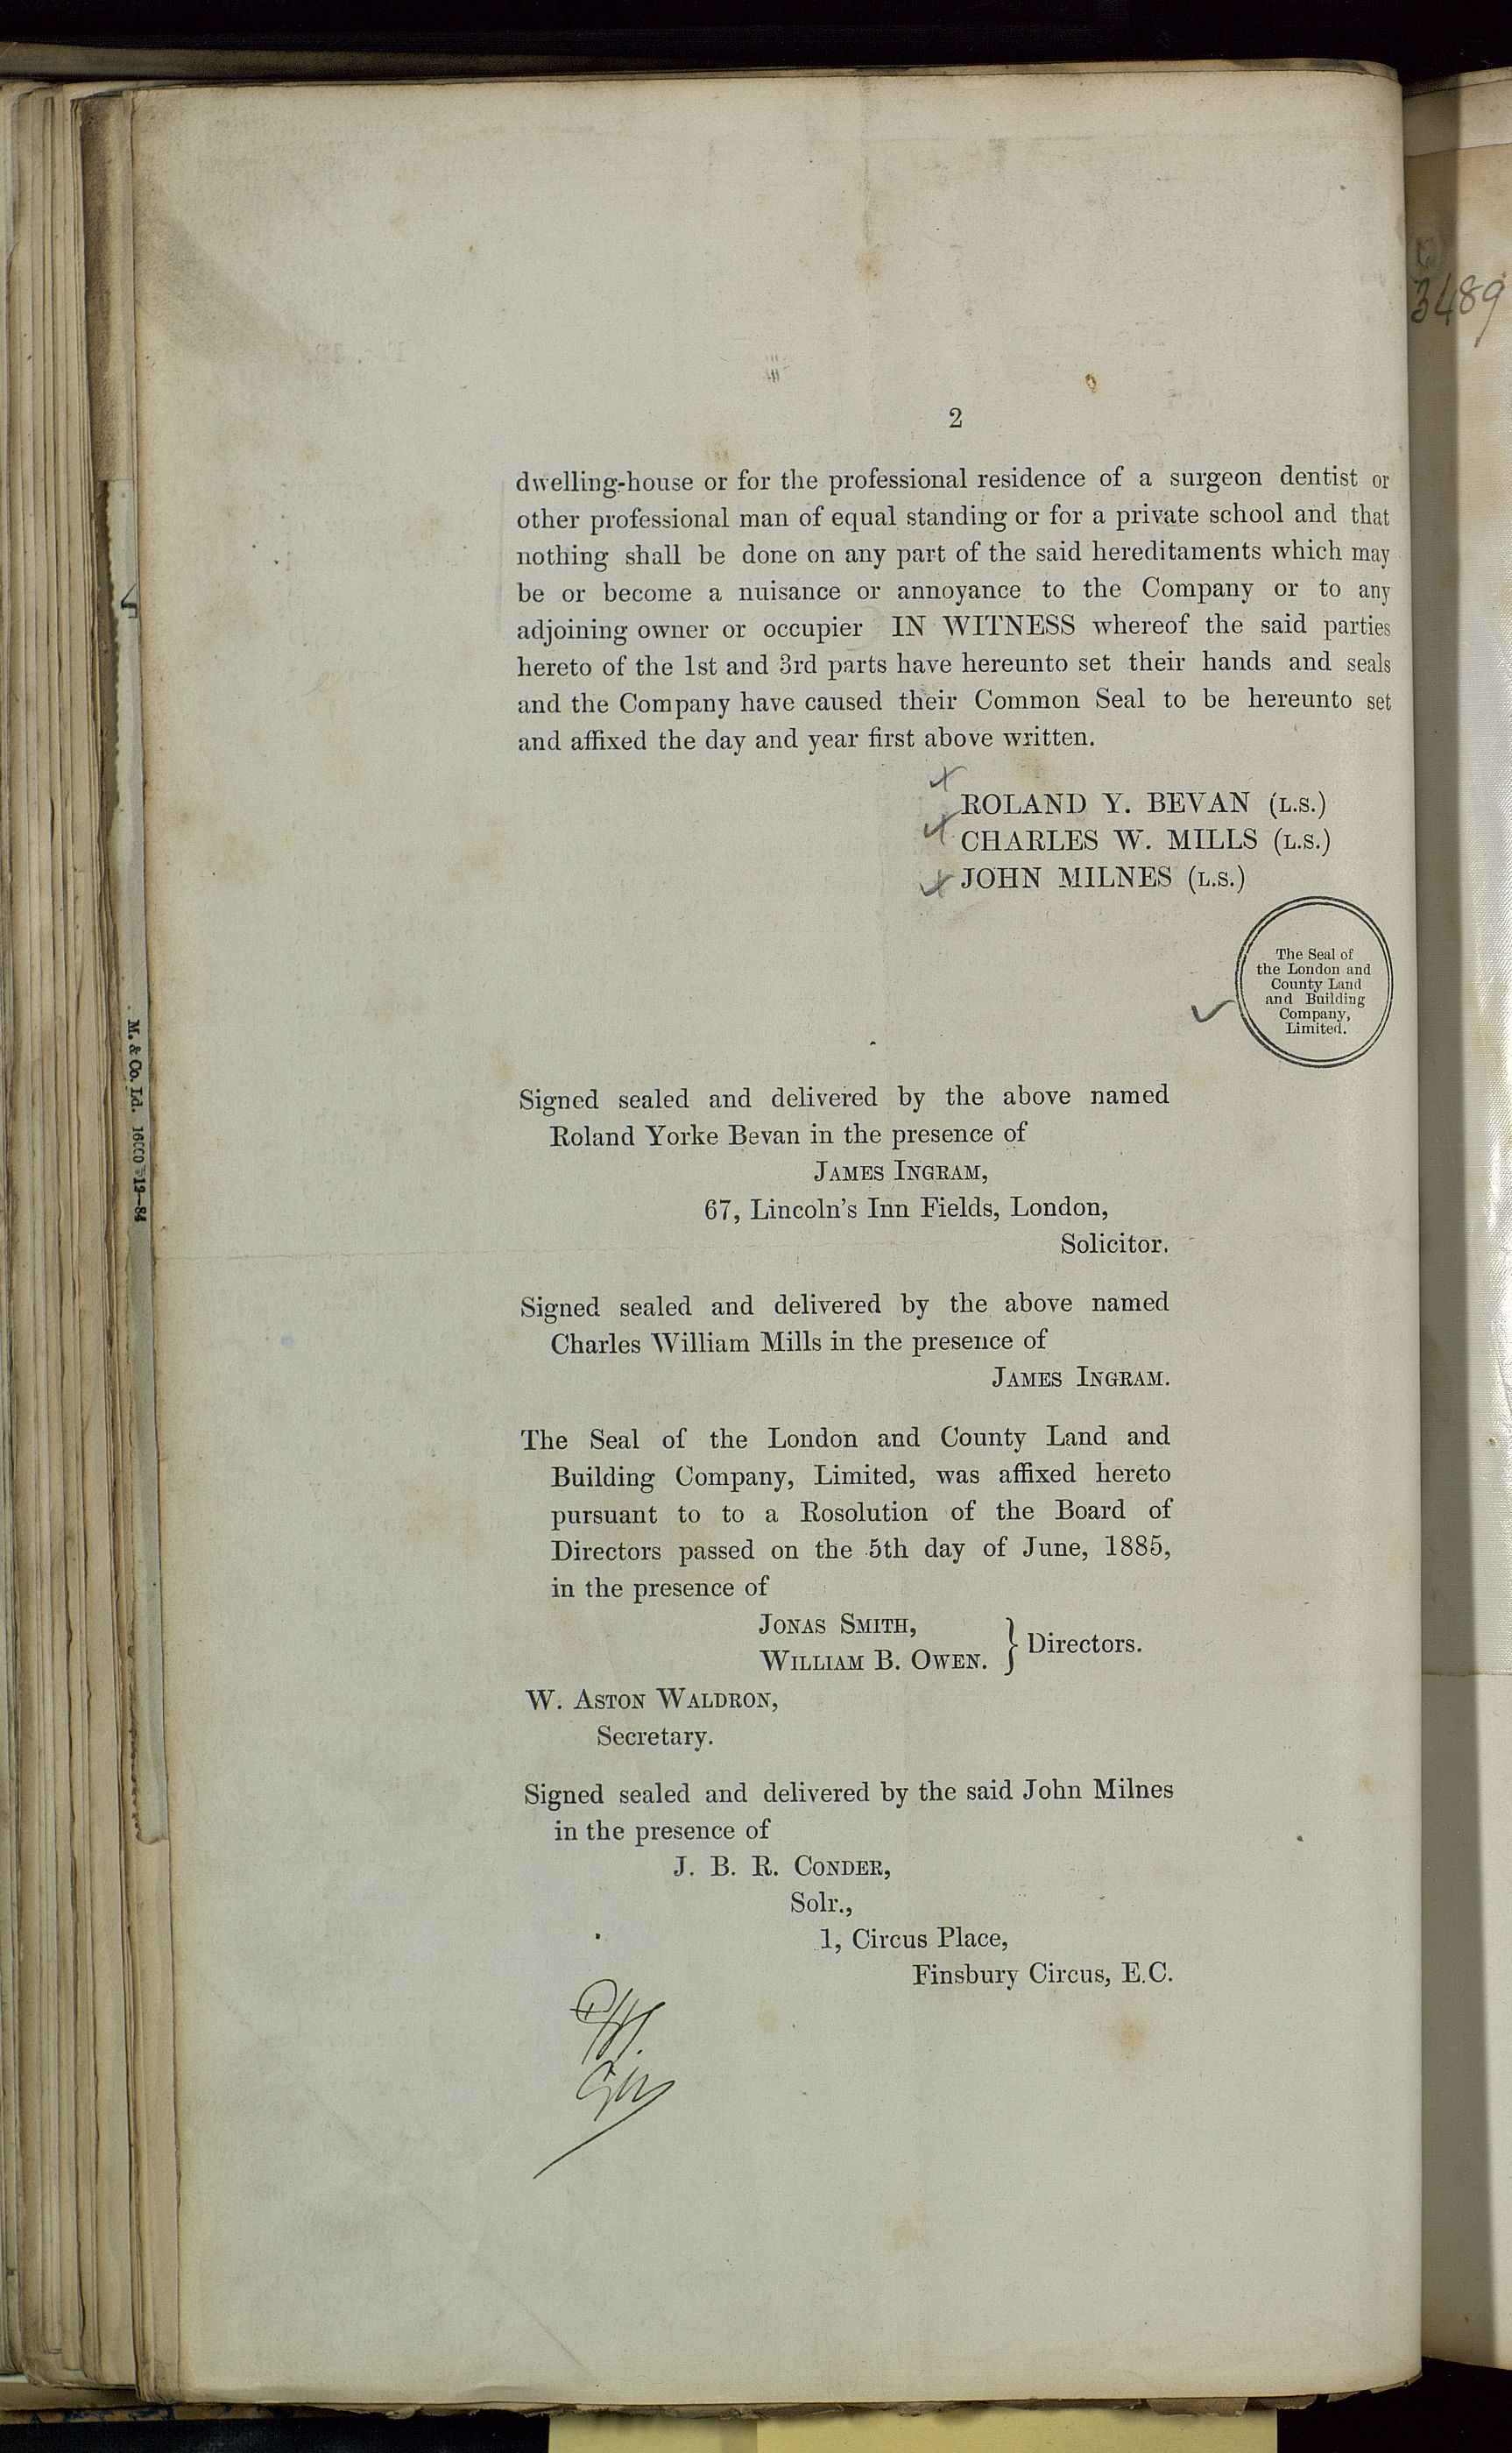 3489
2
dwelling-house or for the professional residence of a surgeon dentist or
other professional man of equal standing or for a private school and that
nothing shall be done on any part of the said hereditaments which may
be or become a nuisance or annoyance to the Company or to any
adjoining owner or occupier IN WITNESS whereof the said parties
hereto of the 1st and 3rd parts have hereunto set their hands and seals
and the Company have caused their Common Seal to be hereunto set
and affixed the day and year first above written.
ROLAND Y. BEVAN (L.S.)
CHARLES W. MILLS (L.S.)
JOHN MILNES (L.S.)
The Seal of
the London and
County Land
and Building
Company,
Limited.
M. & Co. Ld.
Signed sealed and delivered by the above named
Roland Yorke Bevan in the presence of
JAMES INGRAM,
67, Lincoln's Inn Fields, London,
Solicitor.
Signed sealed and delivered by the above named
Charles William Mills in the presence of
JAMES INGRAM.
The Seal of the London and County Land and
Building Company, Limited, was affixed hereto
pursuant to to a Rosolution of the Board of
Directors passed on the 5th day of June, 1885,
in the presence of
JONAS SMITH,
WILLIAM B. OWEN. } Directors.
W. ASTON WALDRON,
Secretary.
Signed sealed and delivered by the said John Milnes
in the presence of
J. B. R. CONDER,
Solr.,
1, Circus Place,
Finsbury Circus, E.C.